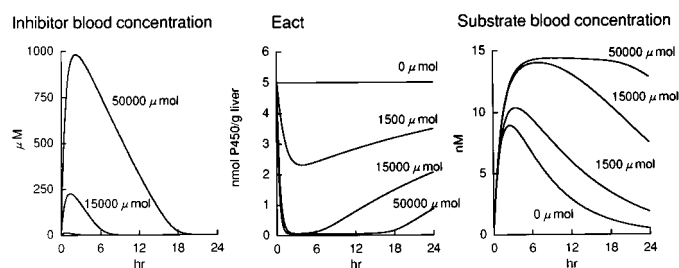 Inhibitor blood concentration
1000
750
500
250
0
μM
50000 μmol
15000 μmol
0 6 12 18 24
hr
Eact
6
5
4
3
2
1
0
nmol P450/g liver
0 μmol
1500 μmol
15000 μmol
50000 μmol
0 6 12 18 24
hr
Substrate blood concentration
15
10
5
0
nM
50000 μmol
15000 μmol
1500 μmol
0 μmol
0 6 12 18 24
hr